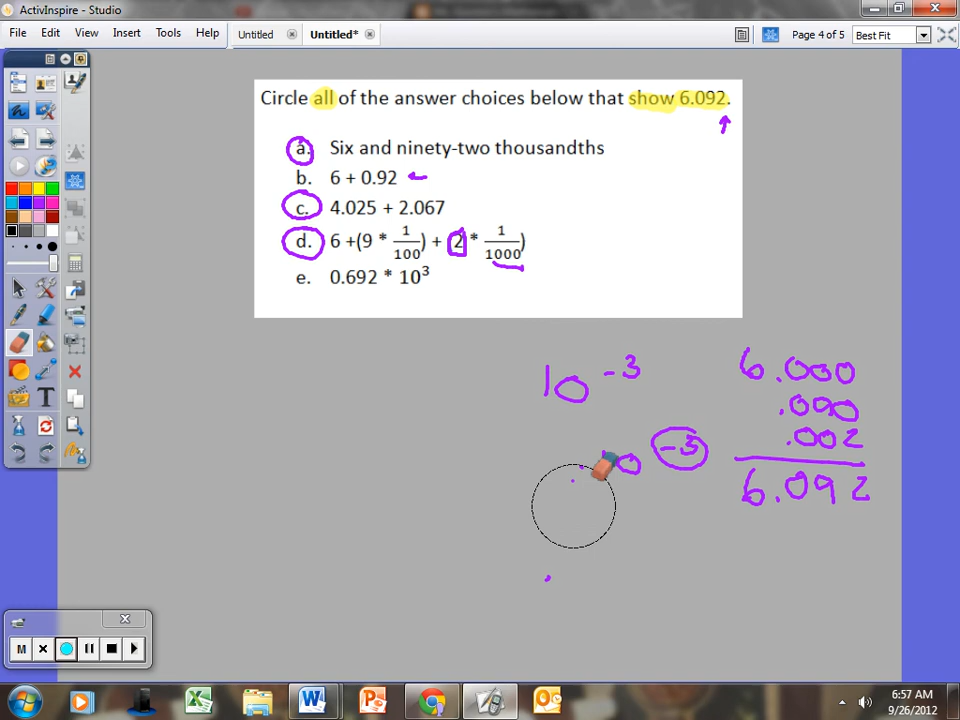 ActivInspire - Studio
File Edit View Insert Tools Help Untitled Untitled* Page 4 of 5 Best Fit
Circle all of the answer choices below that show 6.092.
a. Six and ninety-two thousandths
b. 6 + 0.92
c. 4.025 + 2.067
d. 6 +(9 * 1/100) + 2 * 1/1000)
e. 0.692 * 10³
10 -3
6.000
.090
.002
6.092
0 -3
M
6:57 AM
9/26/2012